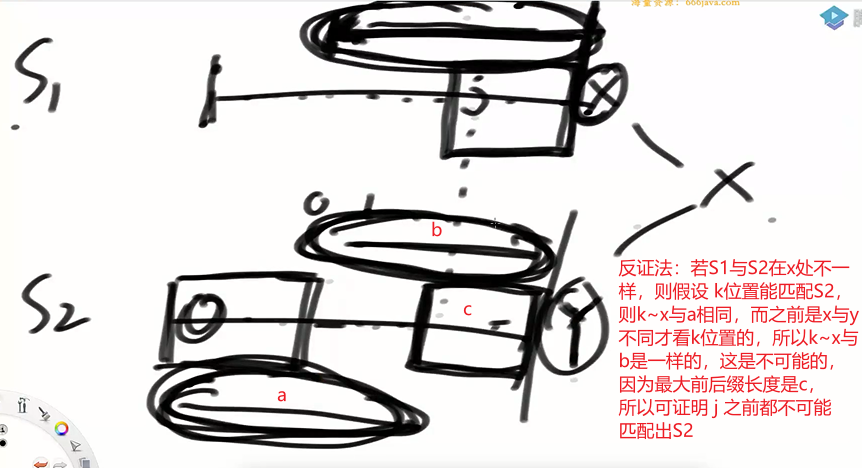 海量资源：666java.com
S1
j
X
X
0 1
b
S2
0
c
Y
a
反证法：若S1与S2在x处不一
样，则假设 k位置能匹配S2，
则k~x与a相同，而之前是x与y
不同才看k位置的，所以k~x与
b是一样的，这是不可能的，
因为最大前后缀长度是c，
所以可证明 j 之前都不可能
匹配出S2